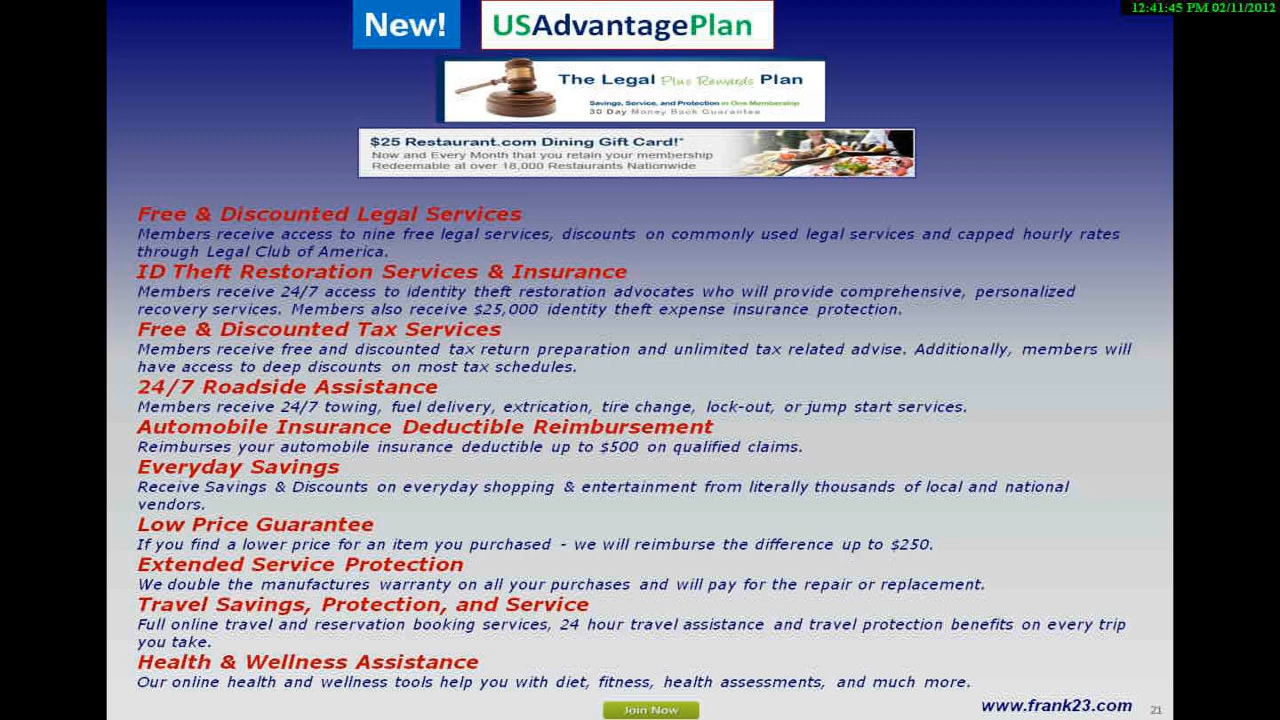 12:41:45 PM 02/11/2012
New! USAdvantagePlan
The Legal Plus Rewards Plan
Savings, Service, and Protection in One Membership
30 Day Money Back Guarantee
$25 Restaurant.com Dining Gift Card!*
Now and Every Month that you retain your membership
Redeemable at over 18,000 Restaurants Nationwide
Free & Discounted Legal Services
Members receive access to nine free legal services, discounts on commonly used legal services and capped hourly rates
through Legal Club of America.
ID Theft Restoration Services & Insurance
Members receive 24/7 access to identity theft restoration advocates who will provide comprehensive, personalized
recovery services. Members also receive $25,000 identity theft expense insurance protection.
Free & Discounted Tax Services
Members receive free and discounted tax return preparation and unlimited tax related advise. Additionally, members will
have access to deep discounts on most tax schedules.
24/7 Roadside Assistance
Members receive 24/7 towing, fuel delivery, extrication, tire change, lock-out, or jump start services.
Automobile Insurance Deductible Reimbursement
Reimburses your automobile insurance deductible up to $500 on qualified claims.
Everyday Savings
Receive Savings & Discounts on everyday shopping & entertainment from literally thousands of local and national
vendors.
Low Price Guarantee
If you find a lower price for an item you purchased - we will reimburse the difference up to $250.
Extended Service Protection
We double the manufactures warranty on all your purchases and will pay for the repair or replacement.
Travel Savings, Protection, and Service
Full online travel and reservation booking services, 24 hour travel assistance and travel protection benefits on every trip
you take.
Health & Wellness Assistance
Our online health and wellness tools help you with diet, fitness, health assessments, and much more.
Join Now
www.frank23.com 21